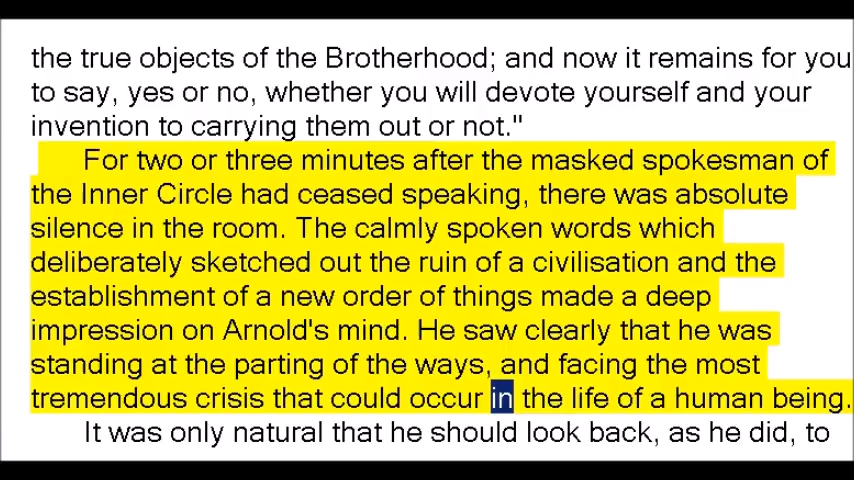 the true objects of the Brotherhood; and now it remains for you
to say, yes or no, whether you will devote yourself and your
invention to carrying them out or not."
For two or three minutes after the masked spokesman of
the Inner Circle had ceased speaking, there was absolute
silence in the room. The calmly spoken words which
deliberately sketched out the ruin of a civilisation and the
establishment of a new order of things made a deep
impression on Arnold's mind. He saw clearly that he was
standing at the parting of the ways, and facing the most
tremendous crisis that could occur in the life of a human being.
It was only natural that he should look back, as he did, to